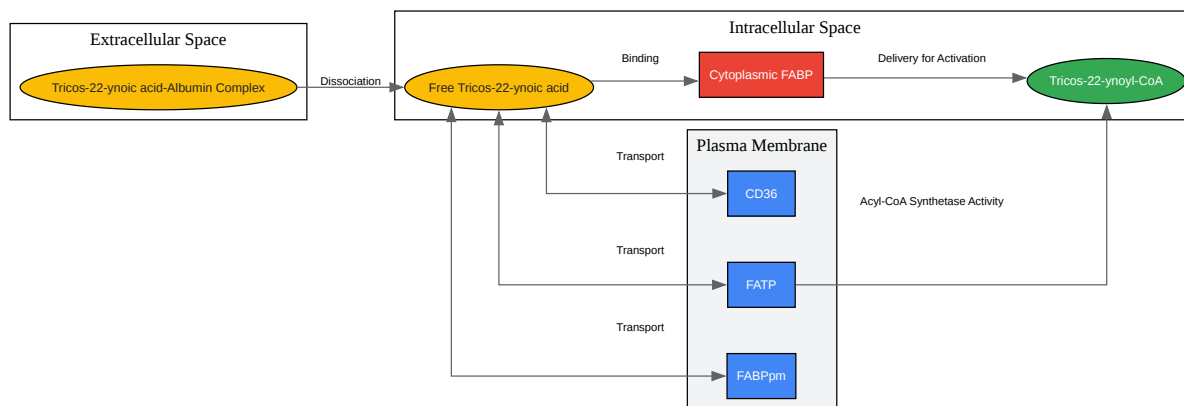 Extracellular Space
Tricos-22-ynoic acid-Albumin Complex
Dissociation
Intracellular Space
Free Tricos-22-ynoic acid
Binding
Cytoplasmic FABP
Delivery for Activation
Tricos-22-ynoyl-CoA
Plasma Membrane
Transport
CD36
Acyl-CoA Synthetase Activity
Transport
FATP
Transport
FABPpm